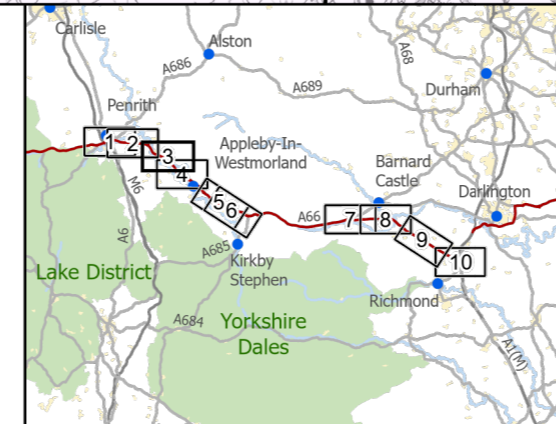 Carlisle
Alston
A686
A689
A68
Durham
Penrith
1
2
3
4
5
6
Appleby-In-
Westmorland
Barnard
Castle
Darlington
M6
A6
A66
7
8
9
10
A685
Kirkby
Stephen
Lake District
Richmond
A684
Yorkshire
Dales
A1(M)